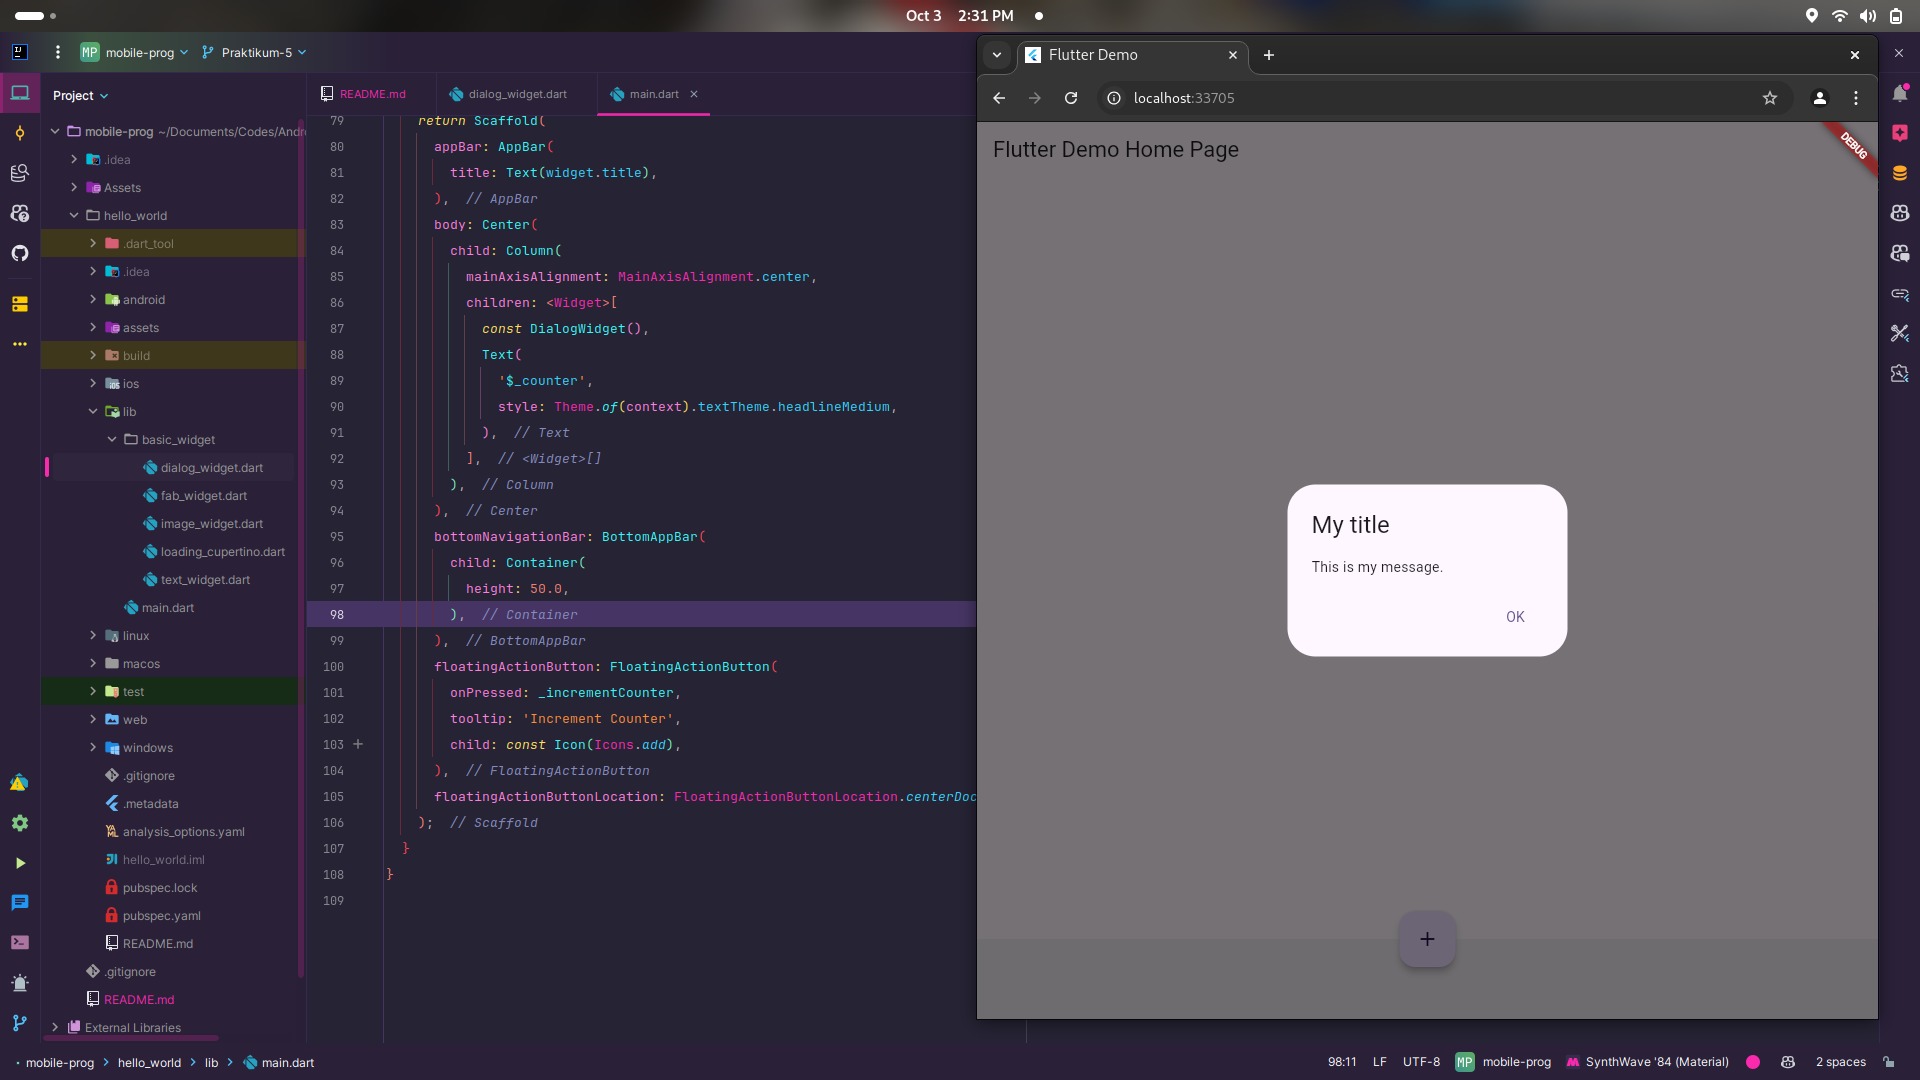 Oct 3 2:31 PM
MP mobile-prog Praktikum-5
Project
mobile-prog ~/Documents/Codes/Andr
.idea
Assets
hello_world
.dart_tool
.idea
android
assets
build
ios
lib
basic_widget
dialog_widget.dart
fab_widget.dart
image_widget.dart
loading_cupertino.dart
text_widget.dart
main.dart
linux
macos
test
web
windows
.gitignore
.metadata
analysis_options.yaml
hello_world.iml
pubspec.lock
pubspec.yaml
README.md
.gitignore
README.md
External Libraries
README.md dialog_widget.dart main.dart
79 return Scaffold(
80 appBar: AppBar(
81 title: Text(widget.title),
82 ), // AppBar
83 body: Center(
84 child: Column(
85 mainAxisAlignment: MainAxisAlignment.center,
86 children: <Widget>[
87 const DialogWidget(),
88 Text(
89 '$_counter',
90 style: Theme.of(context).textTheme.headlineMedium,
91 ), // Text
92 ], // <Widget>[]
93 ), // Column
94 ), // Center
95 bottomNavigationBar: BottomAppBar(
96 child: Container(
97 height: 50.0,
98 ), // Container
99 ), // BottomAppBar
100 floatingActionButton: FloatingActionButton(
101 onPressed: _incrementCounter,
102 tooltip: 'Increment Counter',
103 child: const Icon(Icons.add),
104 ), // FloatingActionButton
105 floatingActionButtonLocation: FloatingActionButtonLocation.centerDoc
106 ); // Scaffold
107 }
108 }
109
Flutter Demo
localhost:33705
Flutter Demo Home Page
DEBUG
My title
This is my message.
OK
+
mobile-prog > hello_world > lib > main.dart
98:11 LF UTF-8 MP mobile-prog SynthWave '84 (Material) 2 spaces